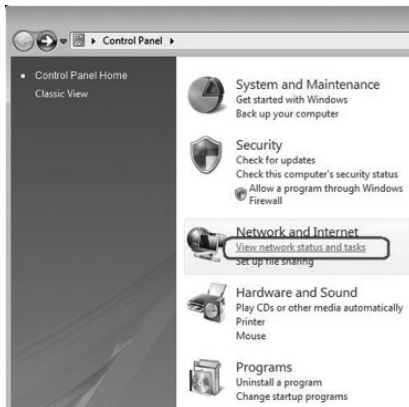 Control Panel
Control Panel Home
Classic View
System and Maintenance
Get started with Windows
Back up your computer
Security
Check for updates
Check this computer's security status
Allow a program through Windows
Firewall
Network and Internet
View network status and tasks
Set up file sharing
Hardware and Sound
Play CDs or other media automatically
Printer
Mouse
Programs
Uninstall a program
Change startup programs